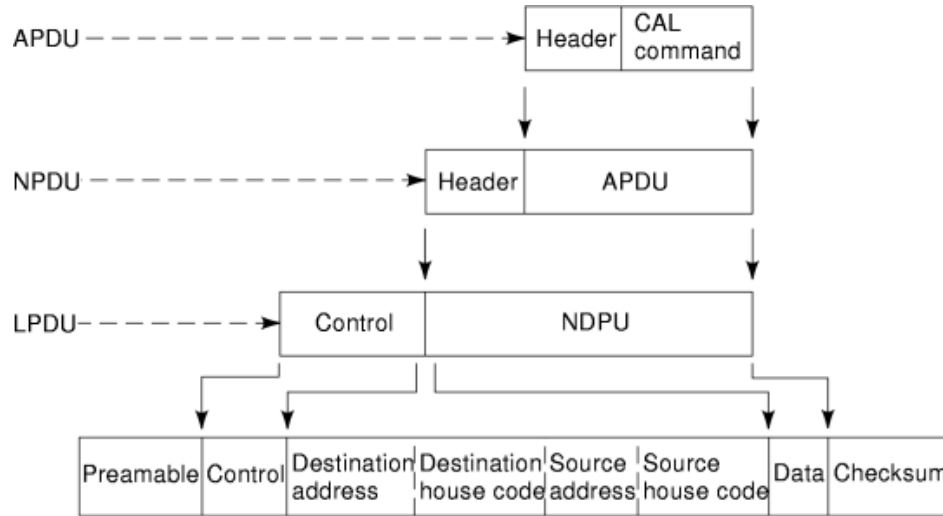 APDU
Header
CAL
command
NPDU
Header
APDU
LPDU
Control
NDPU
Preamable
Control
Destination
address
Destination
house code
Source
address
Source
house code
Data
Checksum